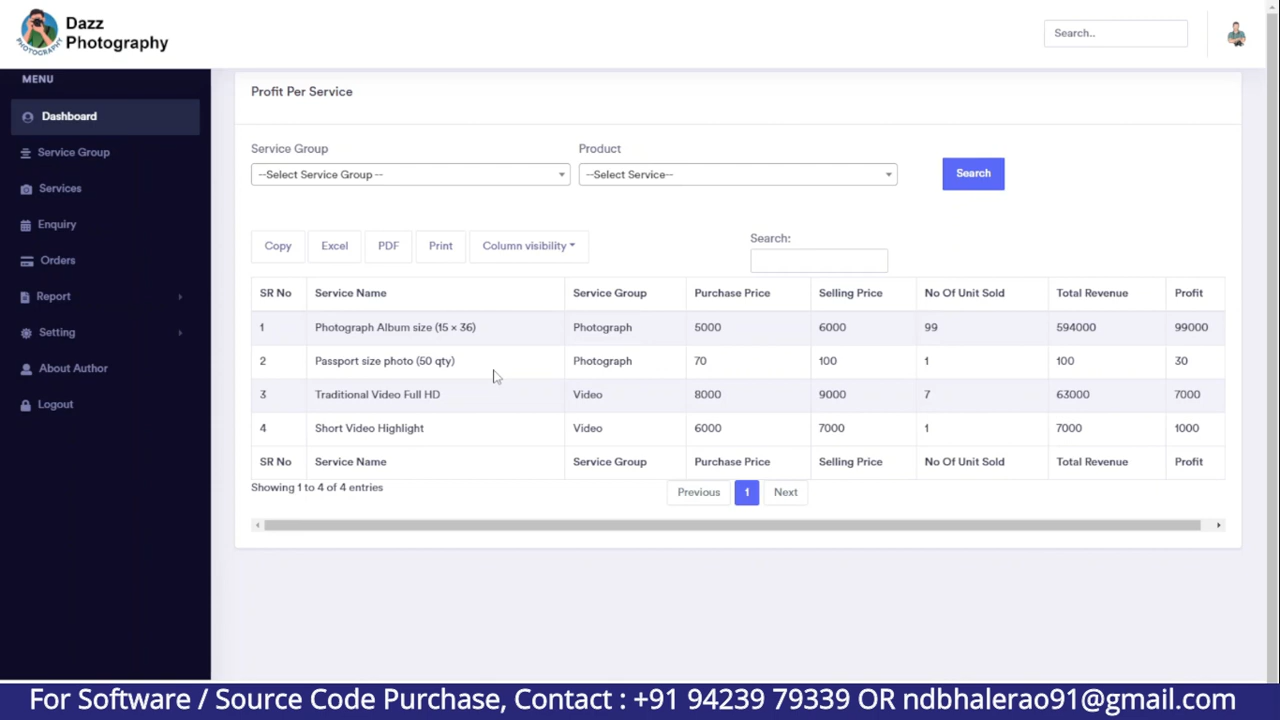 Dazz
Photography
PHOTOGRAPHY
Search..
MENU
Dashboard
Service Group
Services
Enquiry
Orders
Report
Setting
About Author
Logout
Profit Per Service
Service Group
Product
--Select Service Group --
--Select Service--
Search
Copy Excel PDF Print Column visibility
Search:
SR No Service Name Service Group Purchase Price Selling Price No Of Unit Sold Total Revenue Profit
1 Photograph Album size (15 × 36) Photograph 5000 6000 99 594000 99000
2 Passport size photo (50 qty) Photograph 70 100 1 100 30
3 Traditional Video Full HD Video 8000 9000 7 63000 7000
4 Short Video Highlight Video 6000 7000 1 7000 1000
SR No Service Name Service Group Purchase Price Selling Price No Of Unit Sold Total Revenue Profit
Showing 1 to 4 of 4 entries
Previous 1 Next
For Software / Source Code Purchase, Contact : +91 94239 79339 OR ndbhalerao91@gmail.com